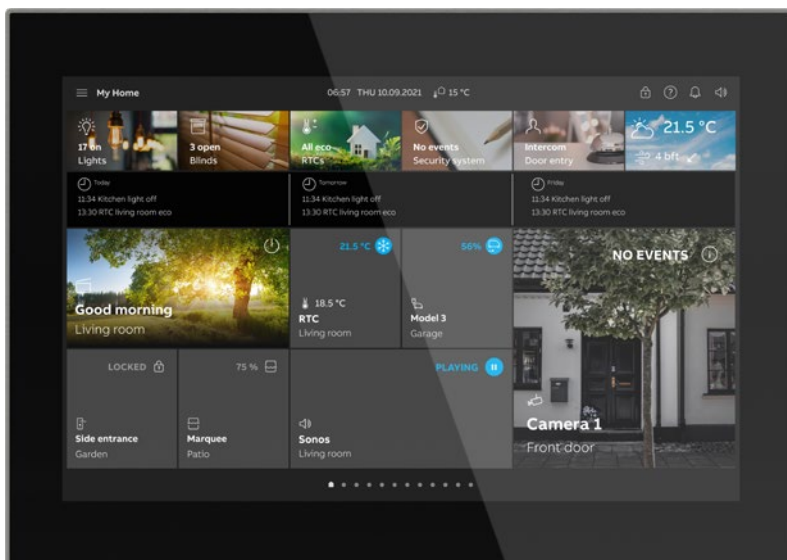 My Home
06:57 THU 10.09.2021 15 °C
17 on
Lights
3 open
Blinds
All eco
RTCs
No events
Security system
Intercom
Door entry
21.5 °C
4 bft
Today
11:34 Kitchen light off
13:30 RTC living room eco
Tomorrow
11:34 Kitchen light off
13:30 RTC living room eco
Friday
11:34 Kitchen light off
13:30 RTC living room eco
Good morning
Living room
21.5 °C
18.5 °C
RTC
Living room
56%
Model 3
Garage
NO EVENTS
Camera 1
Front door
LOCKED
Side entrance
Garden
75 %
Marquee
Patio
PLAYING
Sonos
Living room